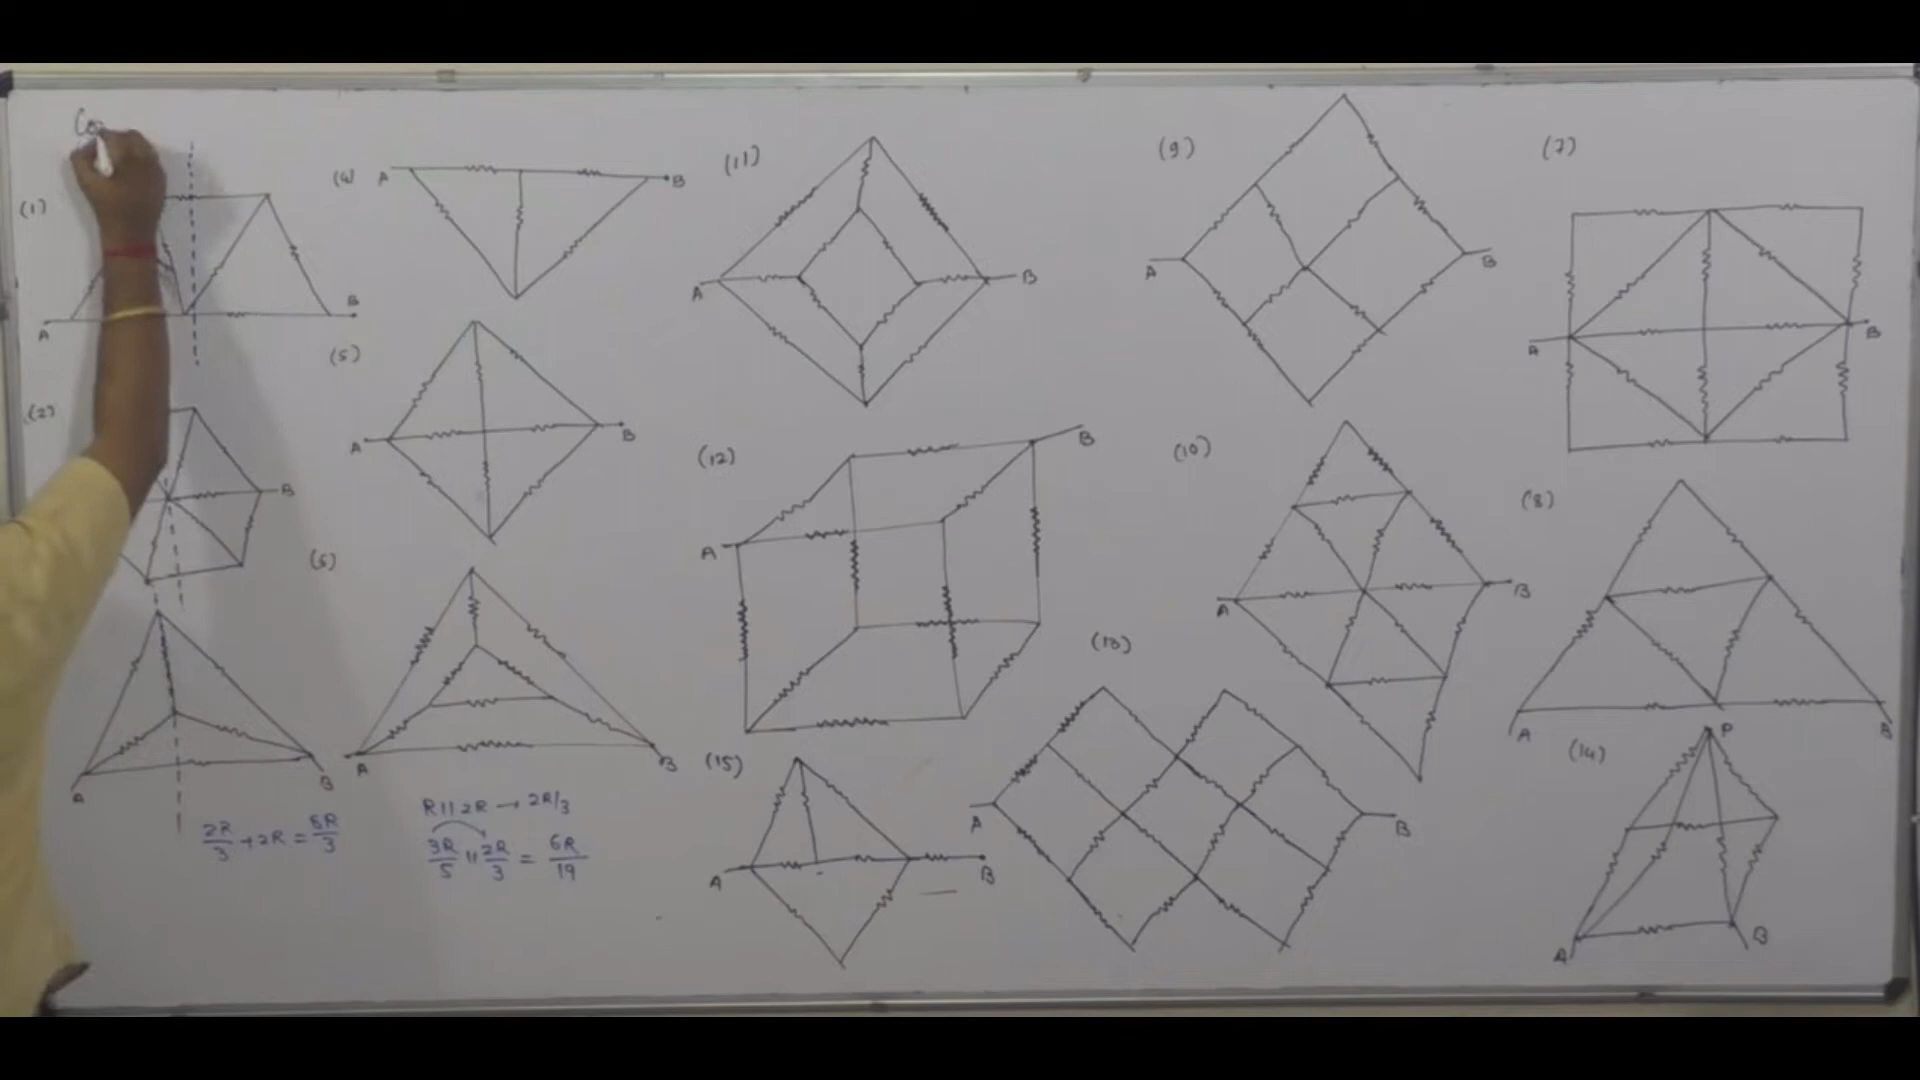 Co
(1)
A
B
(2)
B
A
B
2R/3 + 2R = 8R/3
(4)
A
B
(5)
A
B
(6)
A
B
R || 2R → 2R/3
3R/5 || 2R/3 = 6R/19
(11)
A
B
(12)
A
B
(15)
A
B
(9)
A
B
(10)
A
B
(13)
A
B
(7)
A
B
(8)
A
B
(14)
P
A
B